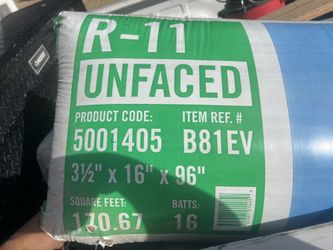 R-11
UNFACED
PRODUCT CODE: ITEM REF. #
5001405 B81EV
3½" x 16" x 96"
SQUARE FEET: BATTS:
170.67 16